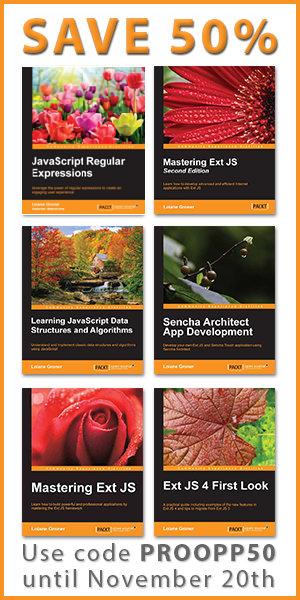 SAVE 50%
JavaScript Regular
Expressions
Leverage the power of regular expressions to create an
engaging user experience
Loiane Groner
PACKT
Mastering Ext JS
Second Edition
Learn how to develop advanced and efficient Internet
applications with Ext JS
Loiane Groner
PACKT
Learning JavaScript Data
Structures and Algorithms
Understand and implement classic data structures and algorithms
using JavaScript
Loiane Groner
PACKT
Sencha Architect
App Development
Develop your own Ext JS and Sencha Touch application using
Sencha Architect
Loiane Groner
PACKT
Mastering Ext JS
Learn how to build powerful and professional applications by
mastering the Ext JS framework
Loiane Groner
PACKT
Ext JS 4 First Look
A practical guide including examples of the new features in
Ext JS 4 and tips to migrate from Ext JS 3
Loiane Groner
PACKT
Use code PROOPP50
until November 20th